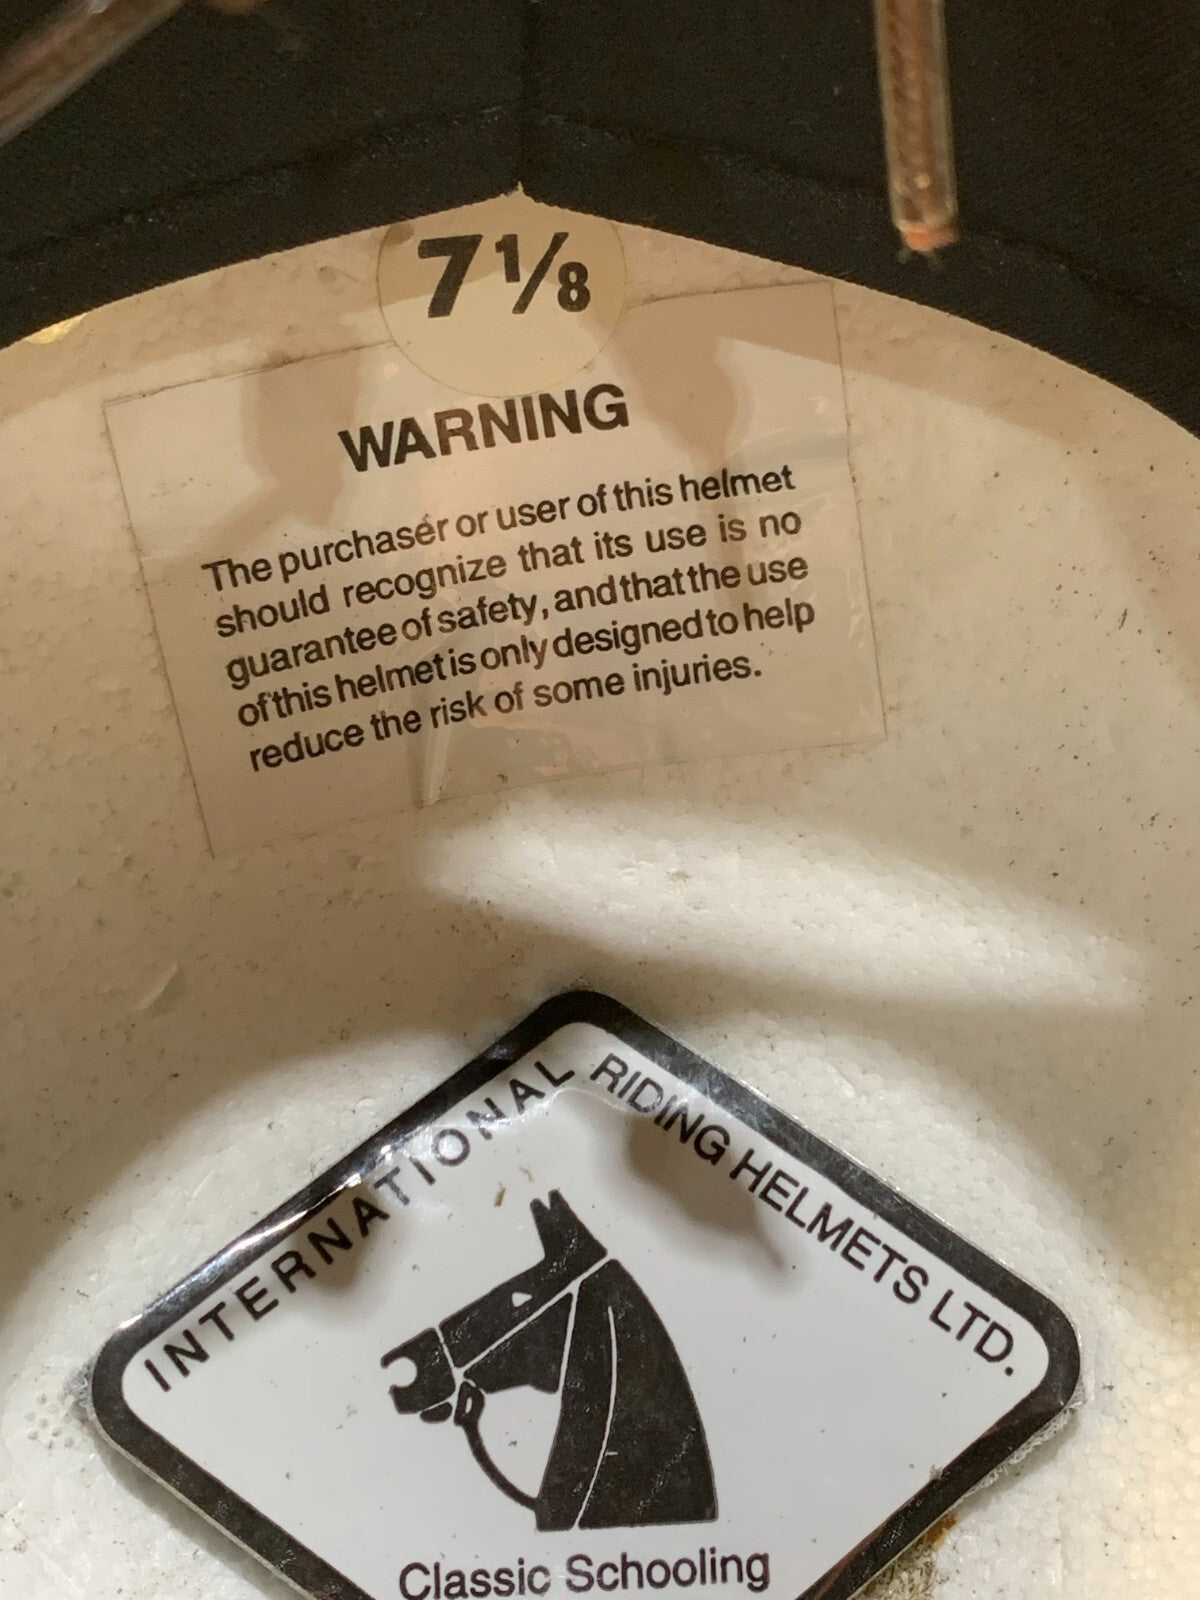 7 1/8
WARNING
The purchaser or user of this helmet
should recognize that its use is no
guarantee of safety, and that the use
of this helmet is only designed to help
reduce the risk of some injuries.
INTERNATIONAL RIDING HELMETS LTD.
Classic Schooling